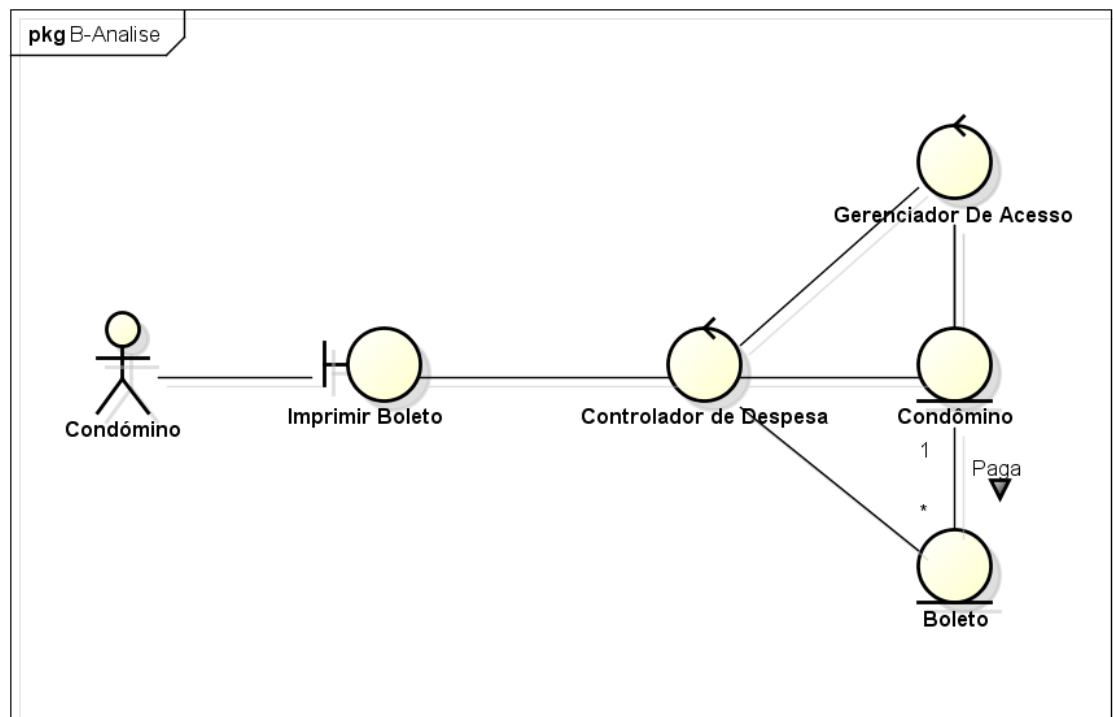 pkg B-Analise
Gerenciador De Acesso
Condómino
Imprimir Boleto
Controlador de Despesa
Condômino
1
Paga
*
Boleto